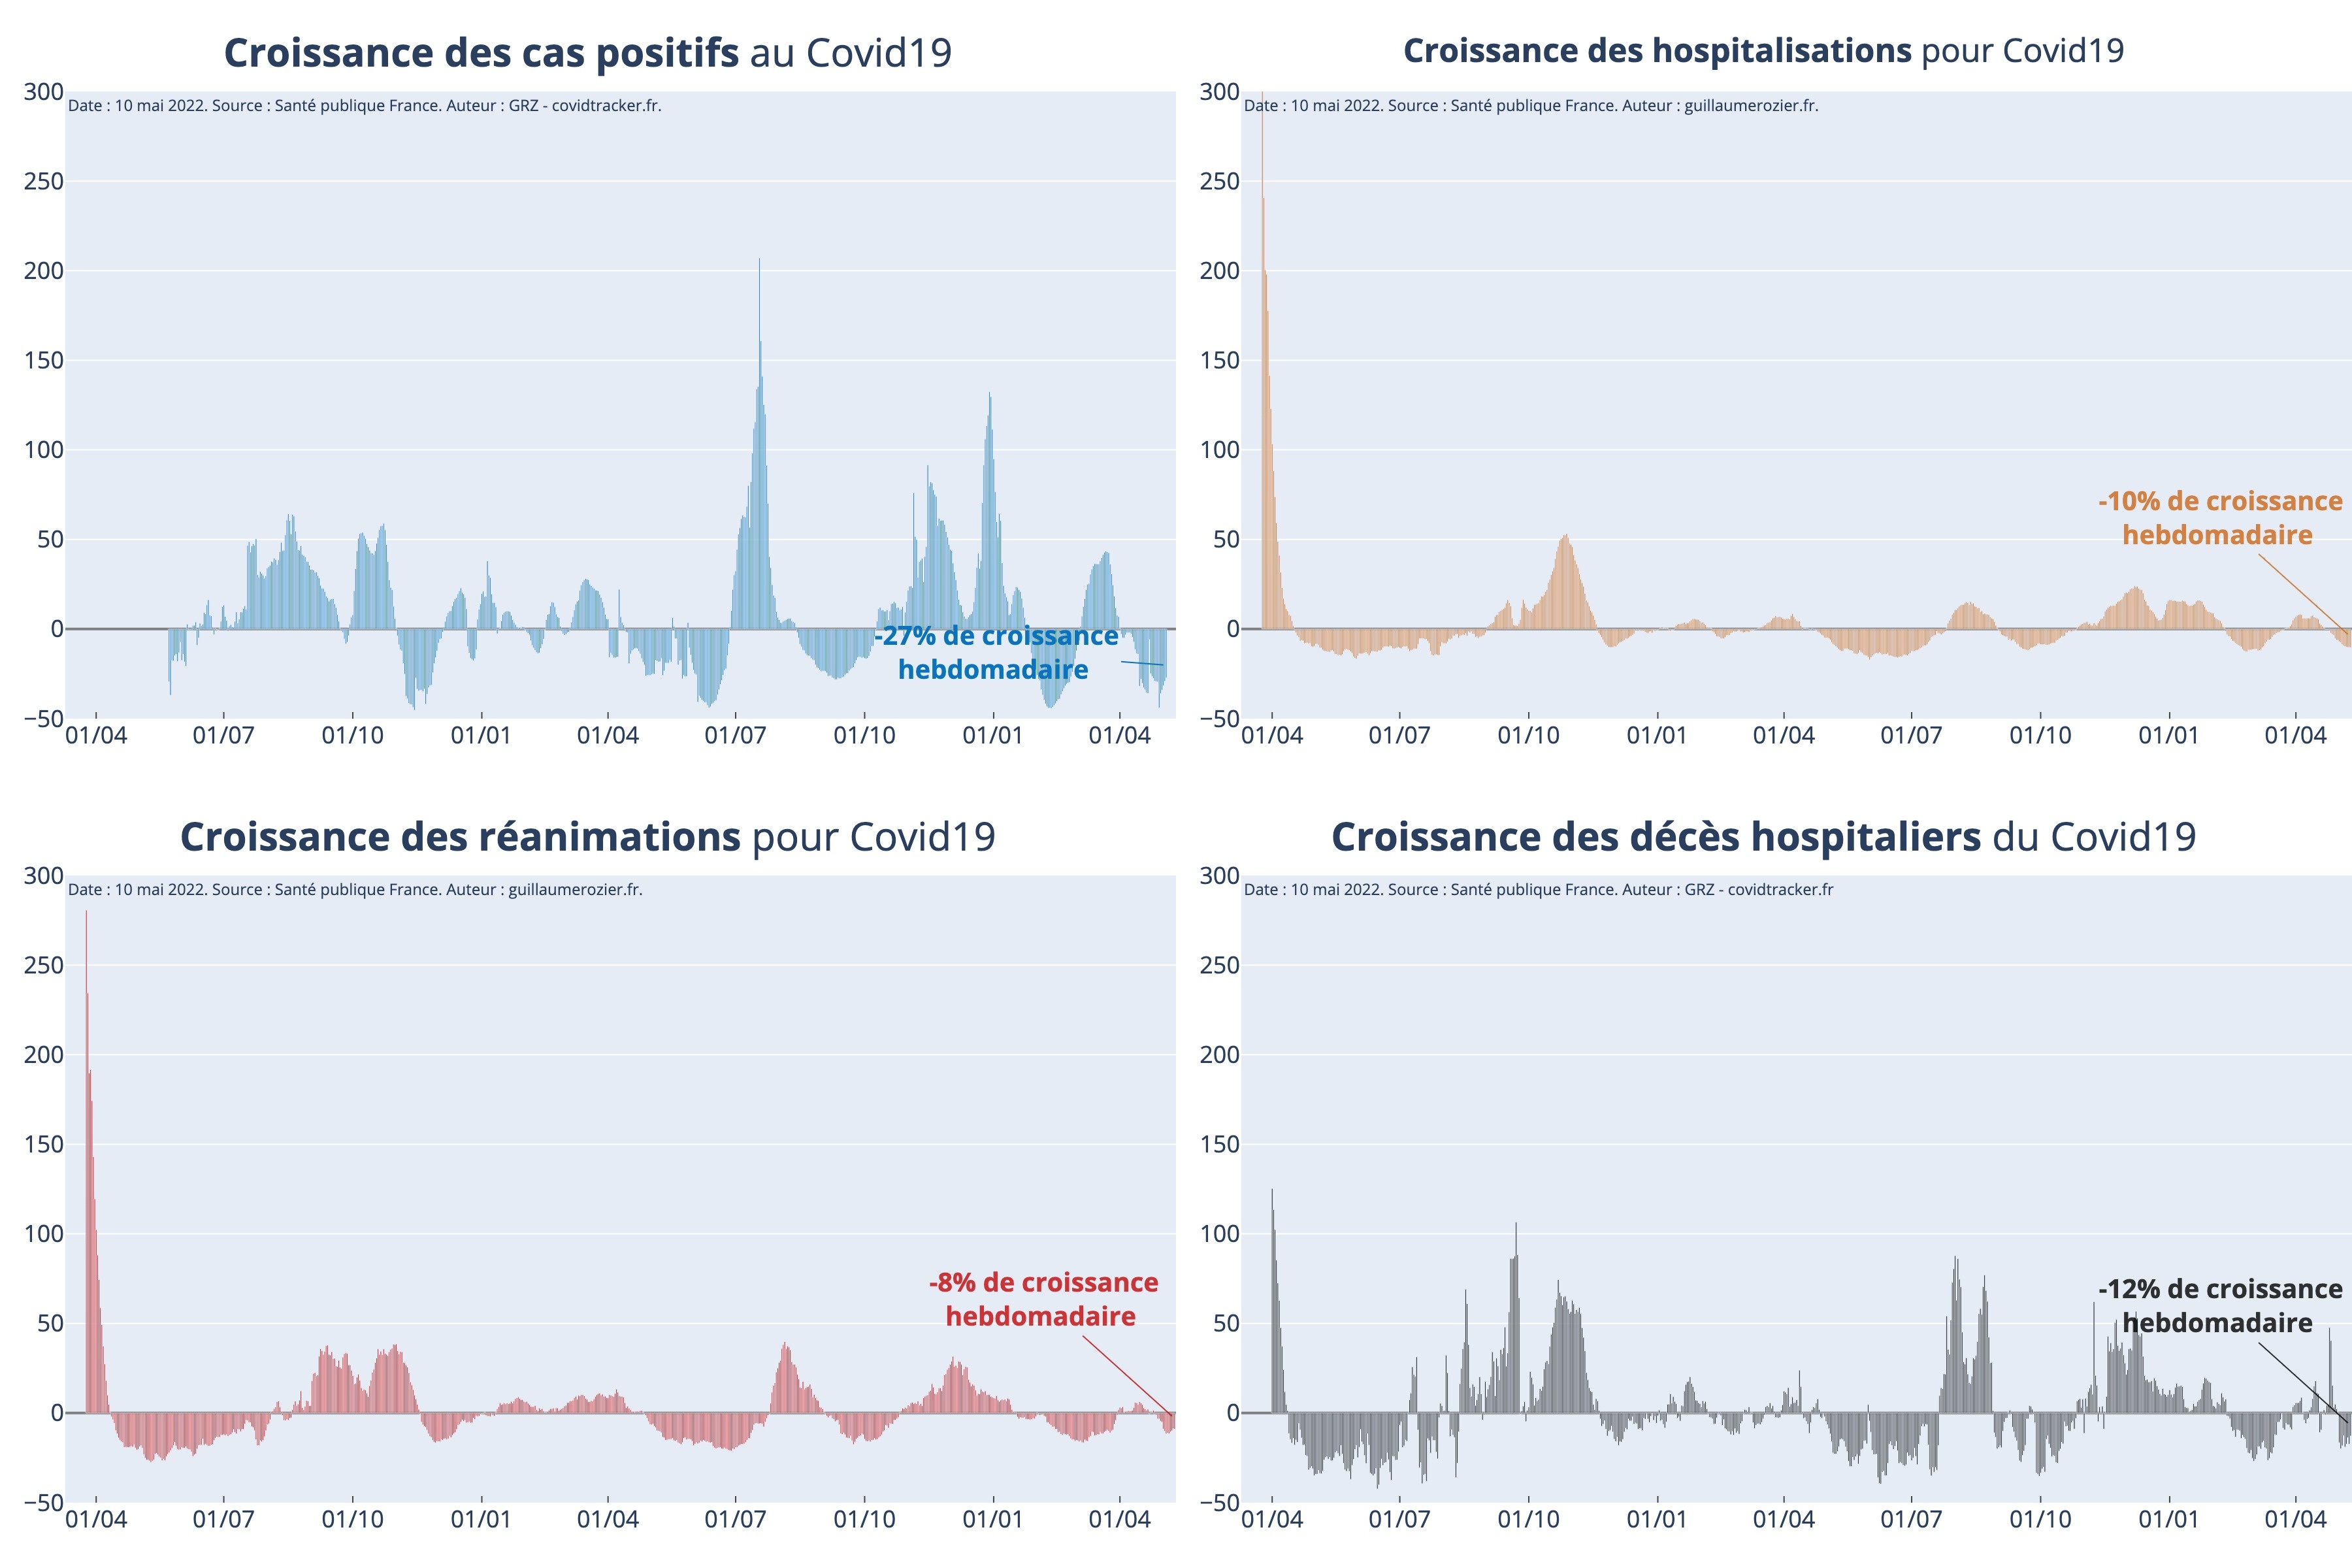 Croissance des cas positifs au Covid19
Date : 10 mai 2022. Source : Santé publique France. Auteur : GRZ - covidtracker.fr.
300
250
200
150
100
50
0
−50
-27% de croissance
hebdomadaire
01/04 01/07 01/10 01/01 01/04 01/07 01/10 01/01 01/04
Croissance des hospitalisations pour Covid19
Date : 10 mai 2022. Source : Santé publique France. Auteur : guillaumerozier.fr.
300
250
200
150
100
50
0
−50
-10% de croissance
hebdomadaire
01/04 01/07 01/10 01/01 01/04 01/07 01/10 01/01 01/04
Croissance des réanimations pour Covid19
Date : 10 mai 2022. Source : Santé publique France. Auteur : guillaumerozier.fr.
300
250
200
150
100
50
0
−50
-8% de croissance
hebdomadaire
01/04 01/07 01/10 01/01 01/04 01/07 01/10 01/01 01/04
Croissance des décès hospitaliers du Covid19
Date : 10 mai 2022. Source : Santé publique France. Auteur : GRZ - covidtracker.fr
300
250
200
150
100
50
0
−50
-12% de croissance
hebdomadaire
01/04 01/07 01/10 01/01 01/04 01/07 01/10 01/01 01/04